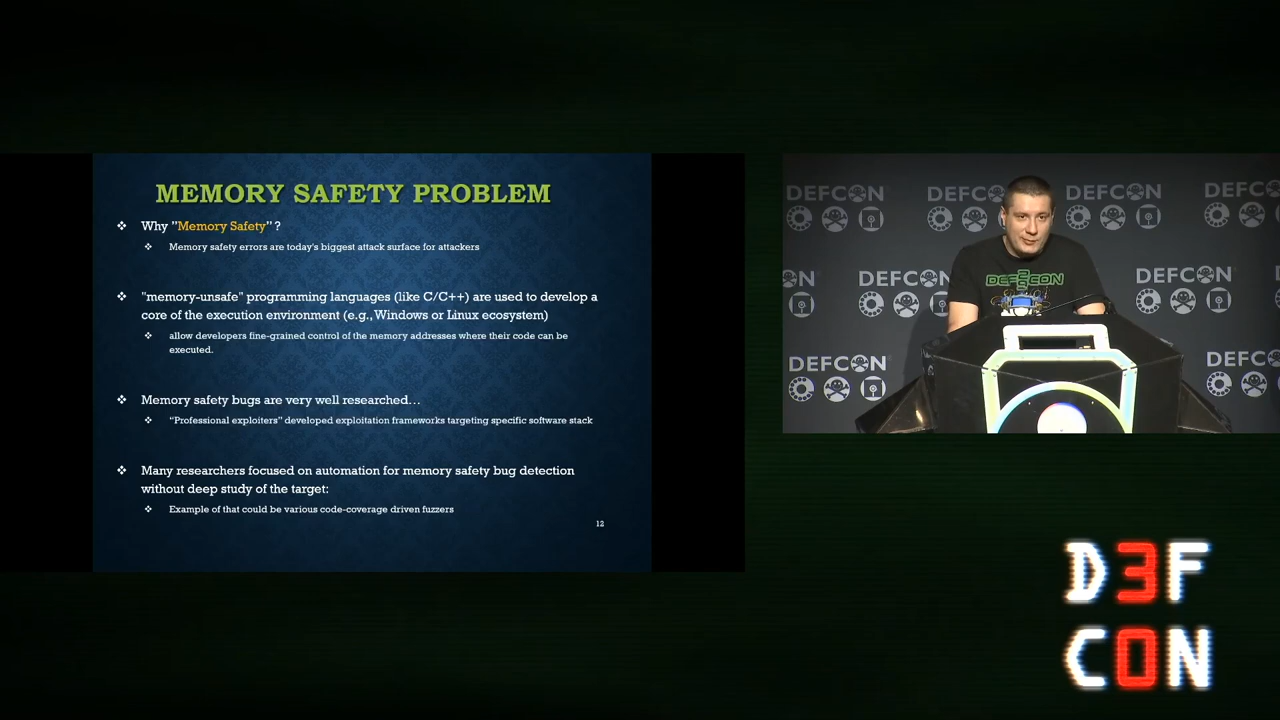 MEMORY SAFETY PROBLEM
❖ Why "Memory Safety" ?
❖ Memory safety errors are today's biggest attack surface for attackers
❖ "memory-unsafe" programming languages (like C/C++) are used to develop a
core of the execution environment (e.g., Windows or Linux ecosystem)
❖ allow developers fine-grained control of the memory addresses where their code can be
executed.
❖ Memory safety bugs are very well researched…
❖ "Professional exploiters" developed exploitation frameworks targeting specific software stack
❖ Many researchers focused on automation for memory safety bug detection
without deep study of the target:
❖ Example of that could be various code-coverage driven fuzzers
12
DEFCON DEFCON DEFCON DEFCON
DEFCON
CON DEFCON DEFCON
DEFCON DEFCON
D3F
C0N